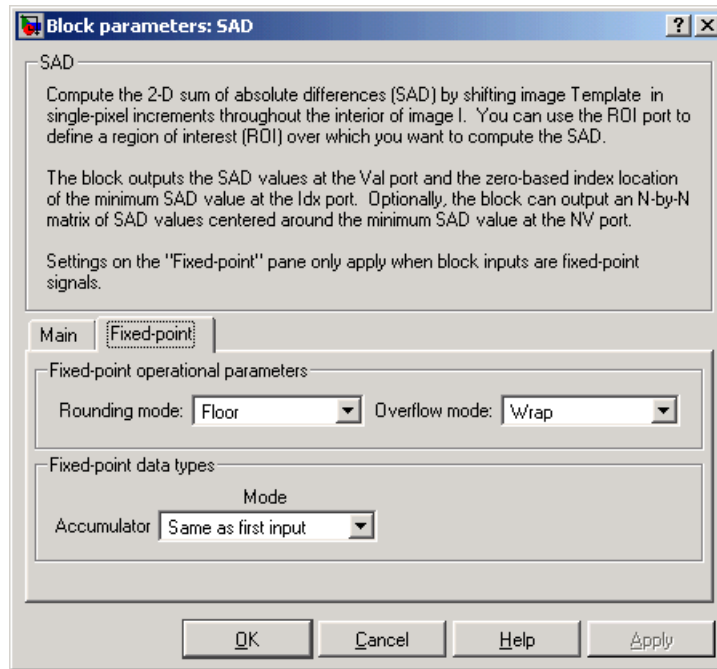 Block parameters: SAD
SAD
Compute the 2-D sum of absolute differences (SAD) by shifting image Template in
single-pixel increments throughout the interior of image I. You can use the ROI port to
define a region of interest (ROI) over which you want to compute the SAD.
The block outputs the SAD values at the Val port and the zero-based index location
of the minimum SAD value at the Idx port. Optionally, the block can output an N-by-N
matrix of SAD values centered around the minimum SAD value at the NV port.
Settings on the "Fixed-point" pane only apply when block inputs are fixed-point
signals.
Main Fixed-point
Fixed-point operational parameters
Rounding mode: Floor Overflow mode: Wrap
Fixed-point data types
Mode
Accumulator Same as first input
OK Cancel Help Apply